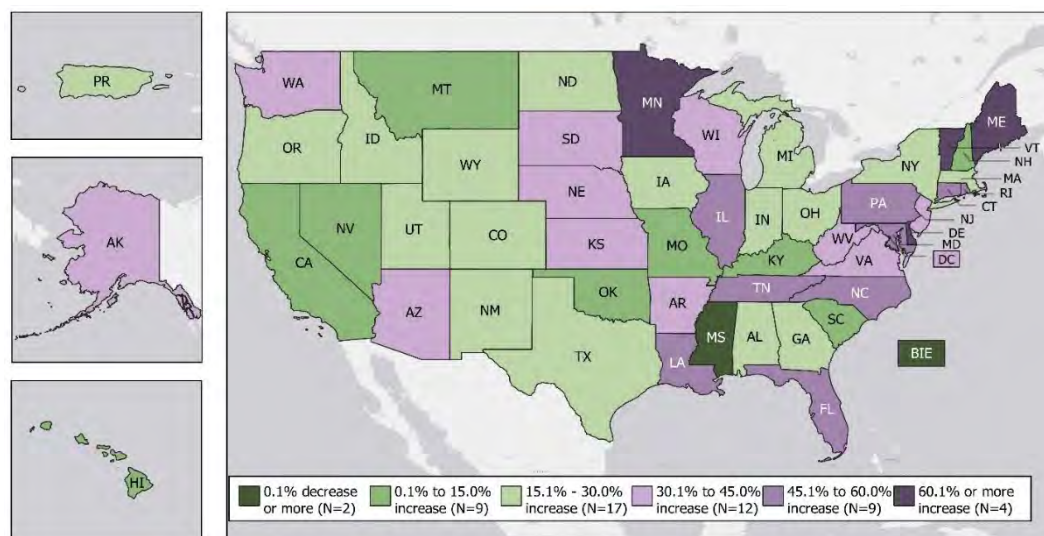 PR
AK
HI
WA
MT
ND
MN
ME
OR
ID
WY
SD
WI
MI
NY
VT
NH
MA
RI
CT
NJ
DE
MD
DC
NV
UT
CO
NE
IA
IL
IN
OH
PA
CA
KS
MO
KY
WV
VA
AZ
NM
OK
AR
TN
NC
TX
LA
MS
AL
GA
SC
FL
BIE
0.1% decrease
or more (N=2)
0.1% to 15.0%
increase (N=9)
15.1% - 30.0%
increase (N=17)
30.1% to 45.0%
increase (N=12)
45.1% to 60.0%
increase (N=9)
60.1% or more
increase (N=4)